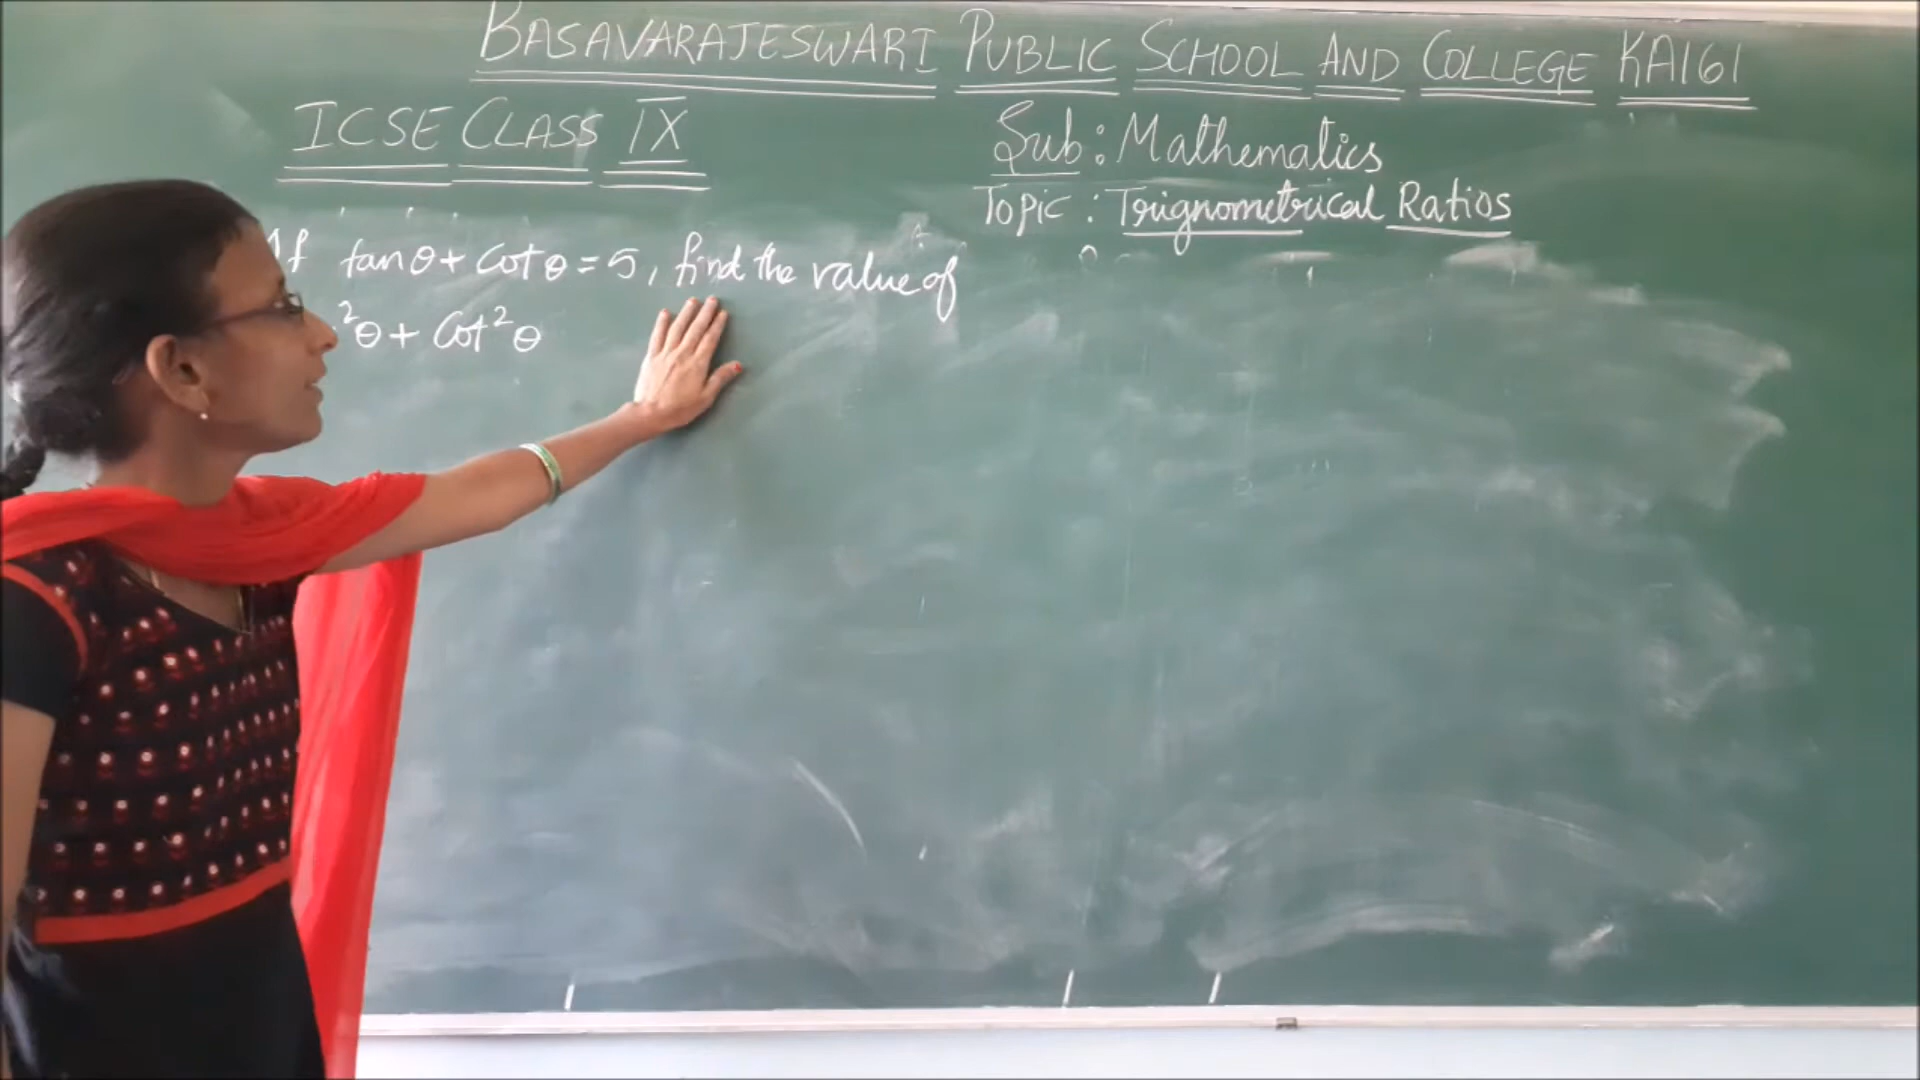 BASAVARAJESWARI PUBLIC SCHOOL AND COLLEGE KA161
ICSE CLASS IX
Sub: Mathematics
Topic: Trignometrical Ratios
If tanθ + Cotθ = 5, find the value of
²θ + Cot²θ